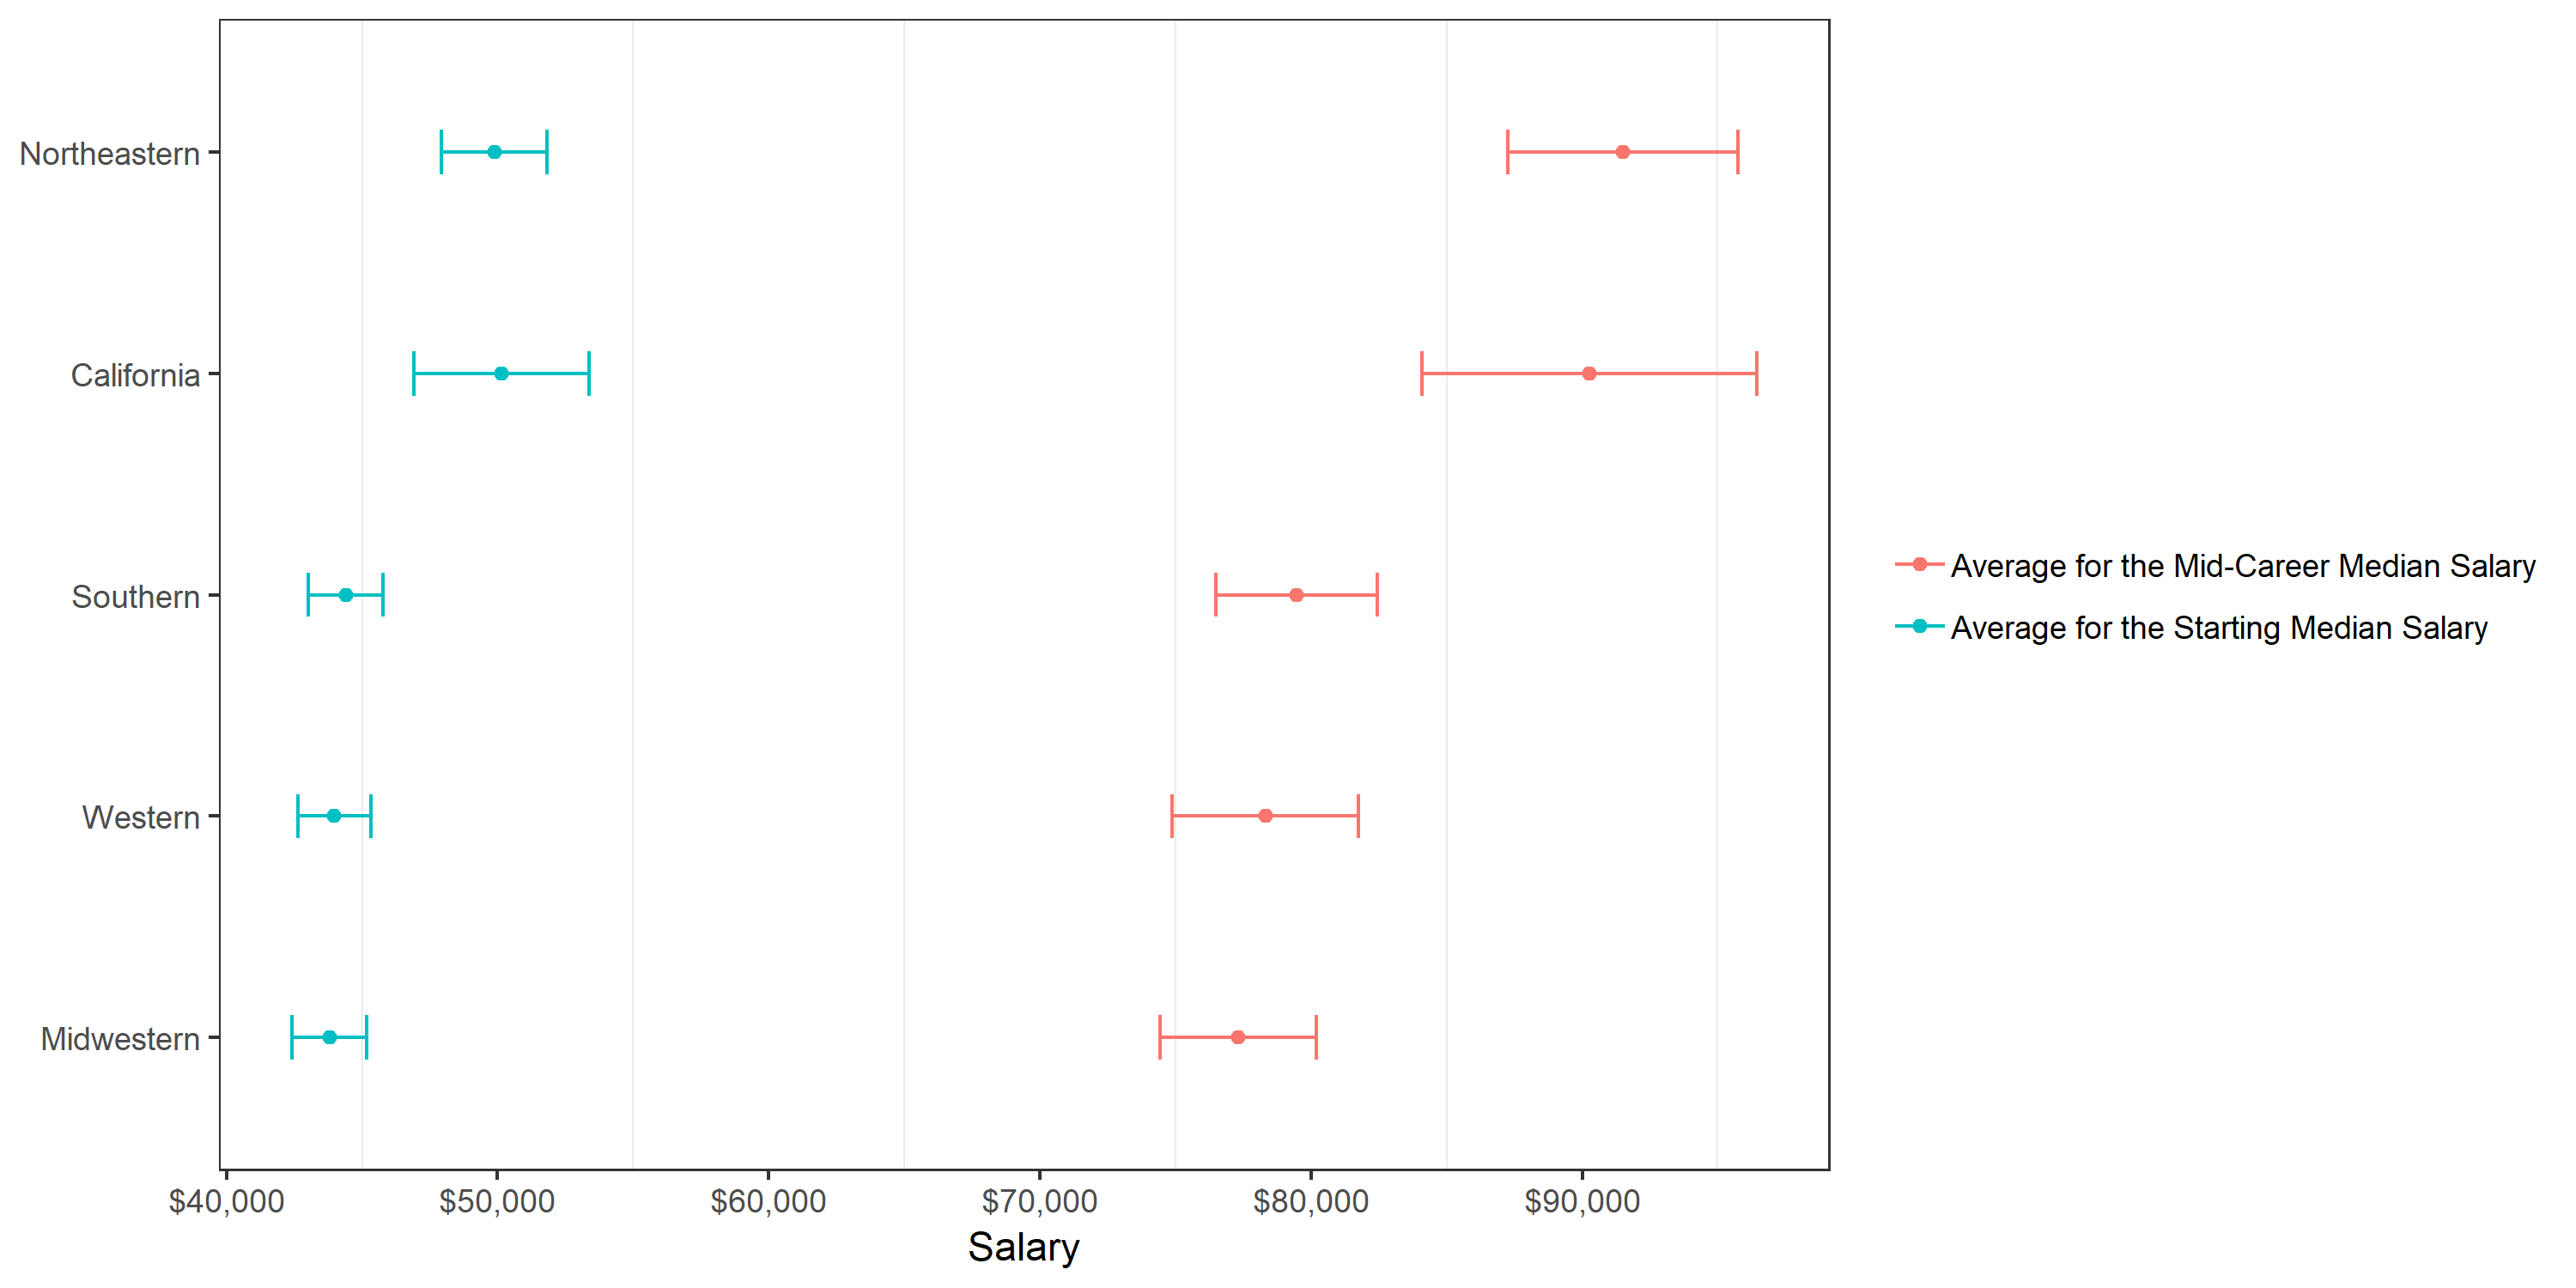 Northeastern
California
Southern
Western
Midwestern
$40,000 $50,000 $60,000 $70,000 $80,000 $90,000
Salary
Average for the Mid-Career Median Salary
Average for the Starting Median Salary